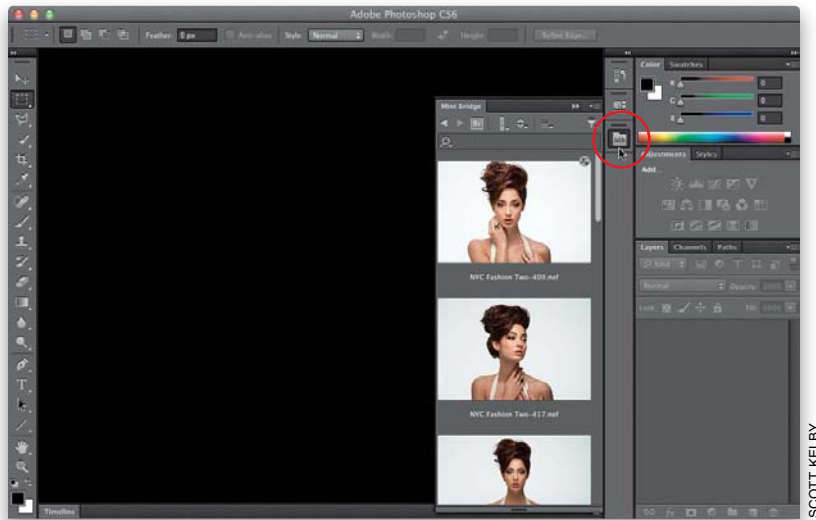 Adobe Photoshop CS6
Feather: 0 px Anti-alias Style: Normal Width: Height: Refine Edge...
Color Swatches
R 0
G 0
B 0
Mini Bridge
Adjustments Styles
Add
NYC Fashion Two-409.nef
Layers Channels Paths
Kind
Normal Opacity:
Lock: Fill:
NYC Fashion Two-417.nef
Timeline
SCOTT KELBY